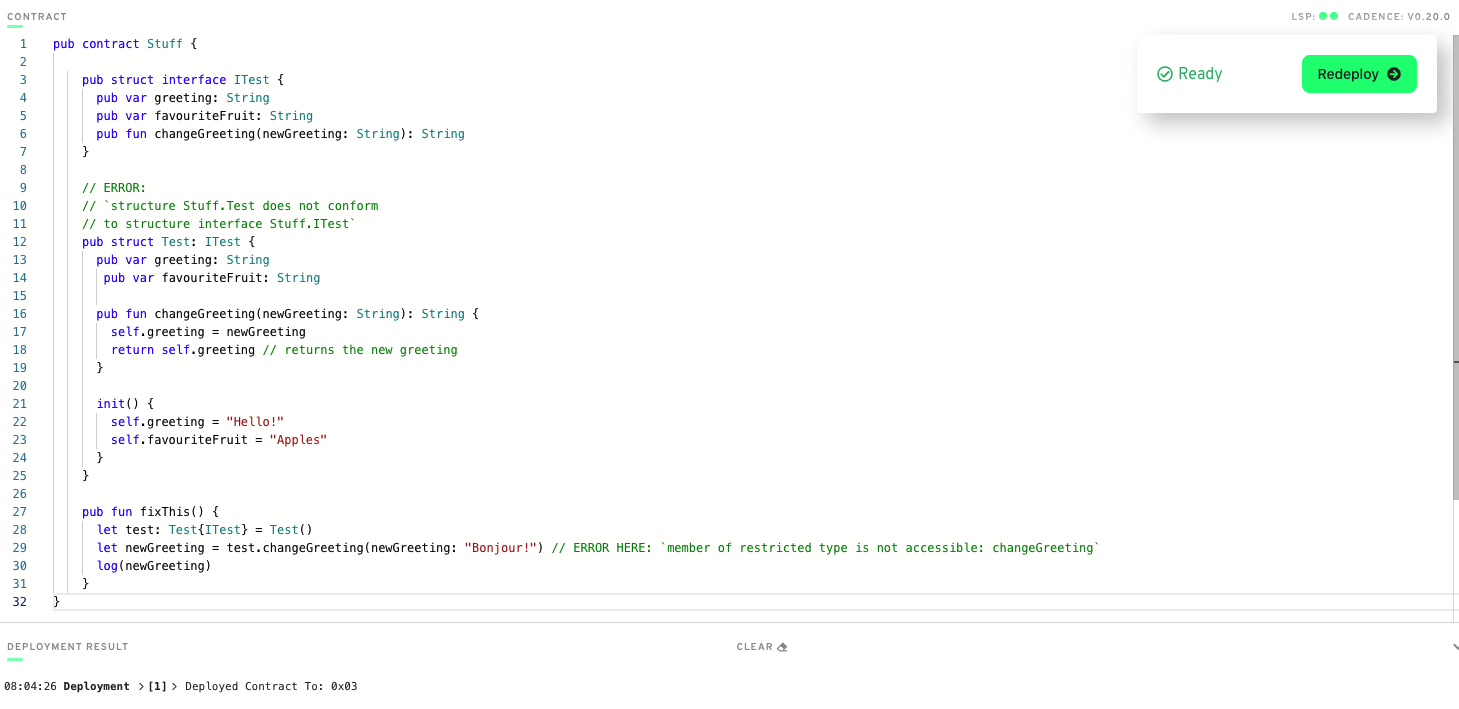 CONTRACT
LSP: CADENCE: V0.20.0
Ready
Redeploy
1 pub contract Stuff {
2
3 pub struct interface ITest {
4 pub var greeting: String
5 pub var favouriteFruit: String
6 pub fun changeGreeting(newGreeting: String): String
7 }
8
9 // ERROR:
10 // `structure Stuff.Test does not conform
11 // to structure interface Stuff.ITest`
12 pub struct Test: ITest {
13 pub var greeting: String
14 pub var favouriteFruit: String
15
16 pub fun changeGreeting(newGreeting: String): String {
17 self.greeting = newGreeting
18 return self.greeting // returns the new greeting
19 }
20
21 init() {
22 self.greeting = "Hello!"
23 self.favouriteFruit = "Apples"
24 }
25 }
26
27 pub fun fixThis() {
28 let test: Test{ITest} = Test()
29 let newGreeting = test.changeGreeting(newGreeting: "Bonjour!") // ERROR HERE: `member of restricted type is not accessible: changeGreeting`
30 log(newGreeting)
31 }
32 }
DEPLOYMENT RESULT
CLEAR
08:04:26 Deployment > [1] > Deployed Contract To: 0x03